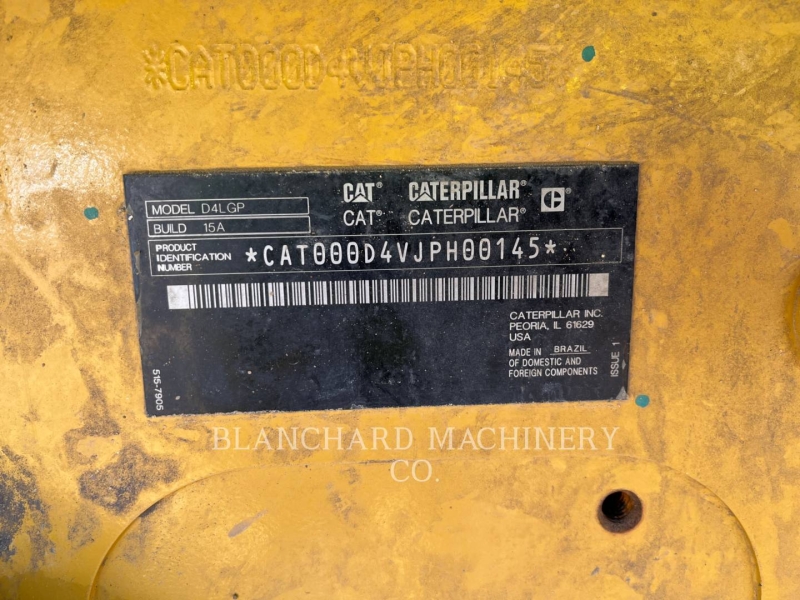 *CAT000D4VJPH00145
CAT® CATERPILLAR® C
CAT® CATERPILLAR®
MODEL D4LGP
BUILD 15A
PRODUCT
IDENTIFICATION
NUMBER
*CAT000D4VJPH00145*
CATERPILLAR INC.
PEORIA, IL 61629
USA
MADE IN BRAZIL
OF DOMESTIC AND
FOREIGN COMPONENTS
ISSUE 1
515-7905
BLANCHARD MACHINERY
CO.